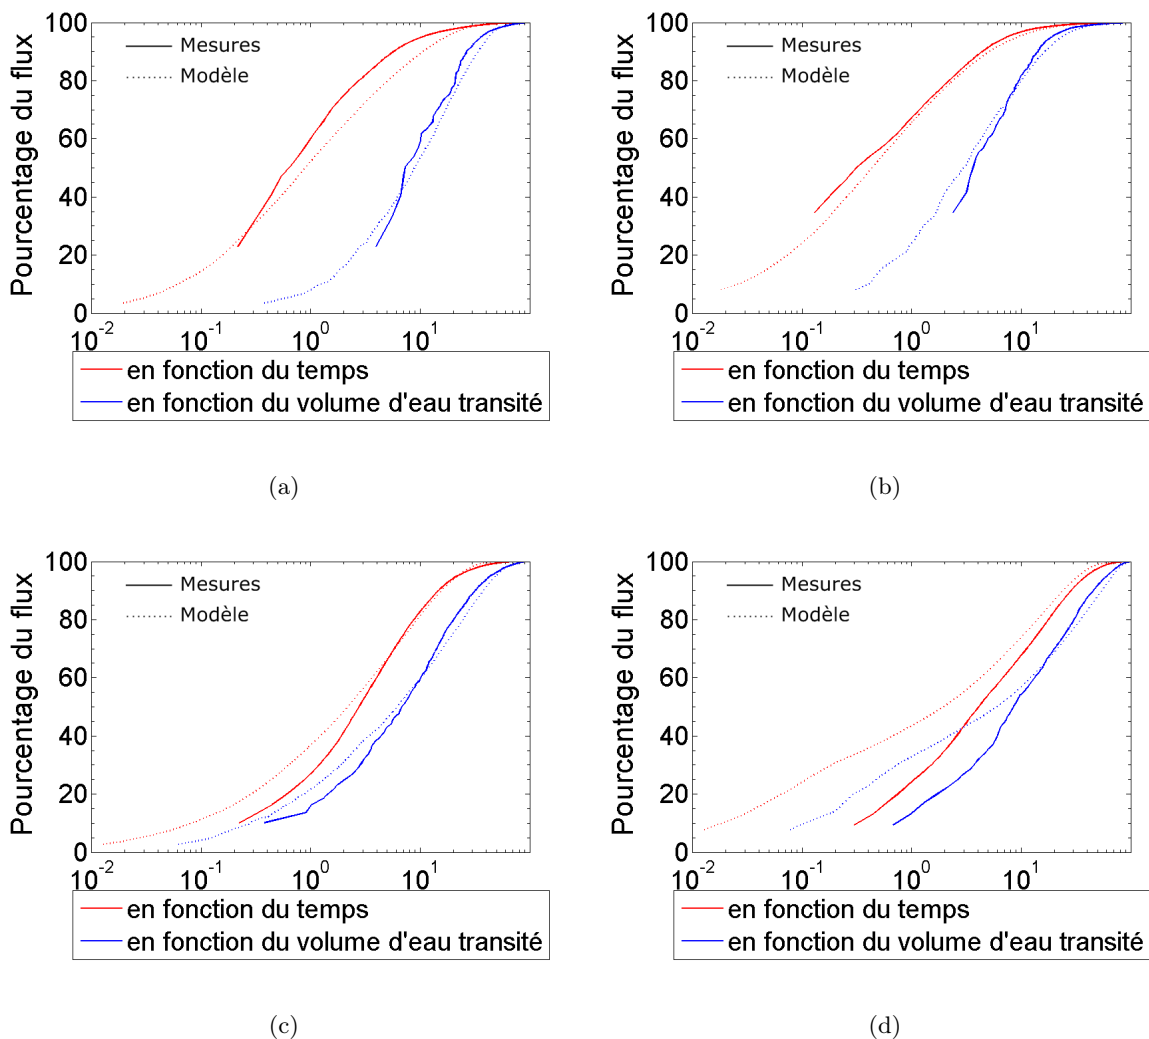 Pourcentage du flux
100
80
60
40
20
0
Mesures
Modèle
10-2 10-1 100 101
en fonction du temps
en fonction du volume d'eau transité
(a)
Pourcentage du flux
100
80
60
40
20
0
Mesures
Modèle
10-2 10-1 100 101
en fonction du temps
en fonction du volume d'eau transité
(b)
Pourcentage du flux
100
80
60
40
20
0
Mesures
Modèle
10-2 10-1 100 101
en fonction du temps
en fonction du volume d'eau transité
(c)
Pourcentage du flux
100
80
60
40
20
0
Mesures
Modèle
10-2 10-1 100 101
en fonction du temps
en fonction du volume d'eau transité
(d)